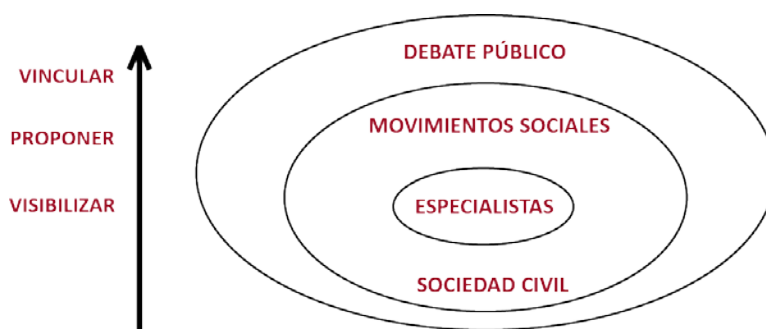 DEBATE PÚBLICO
VINCULAR
MOVIMIENTOS SOCIALES
PROPONER
VISIBILIZAR
ESPECIALISTAS
SOCIEDAD CIVIL